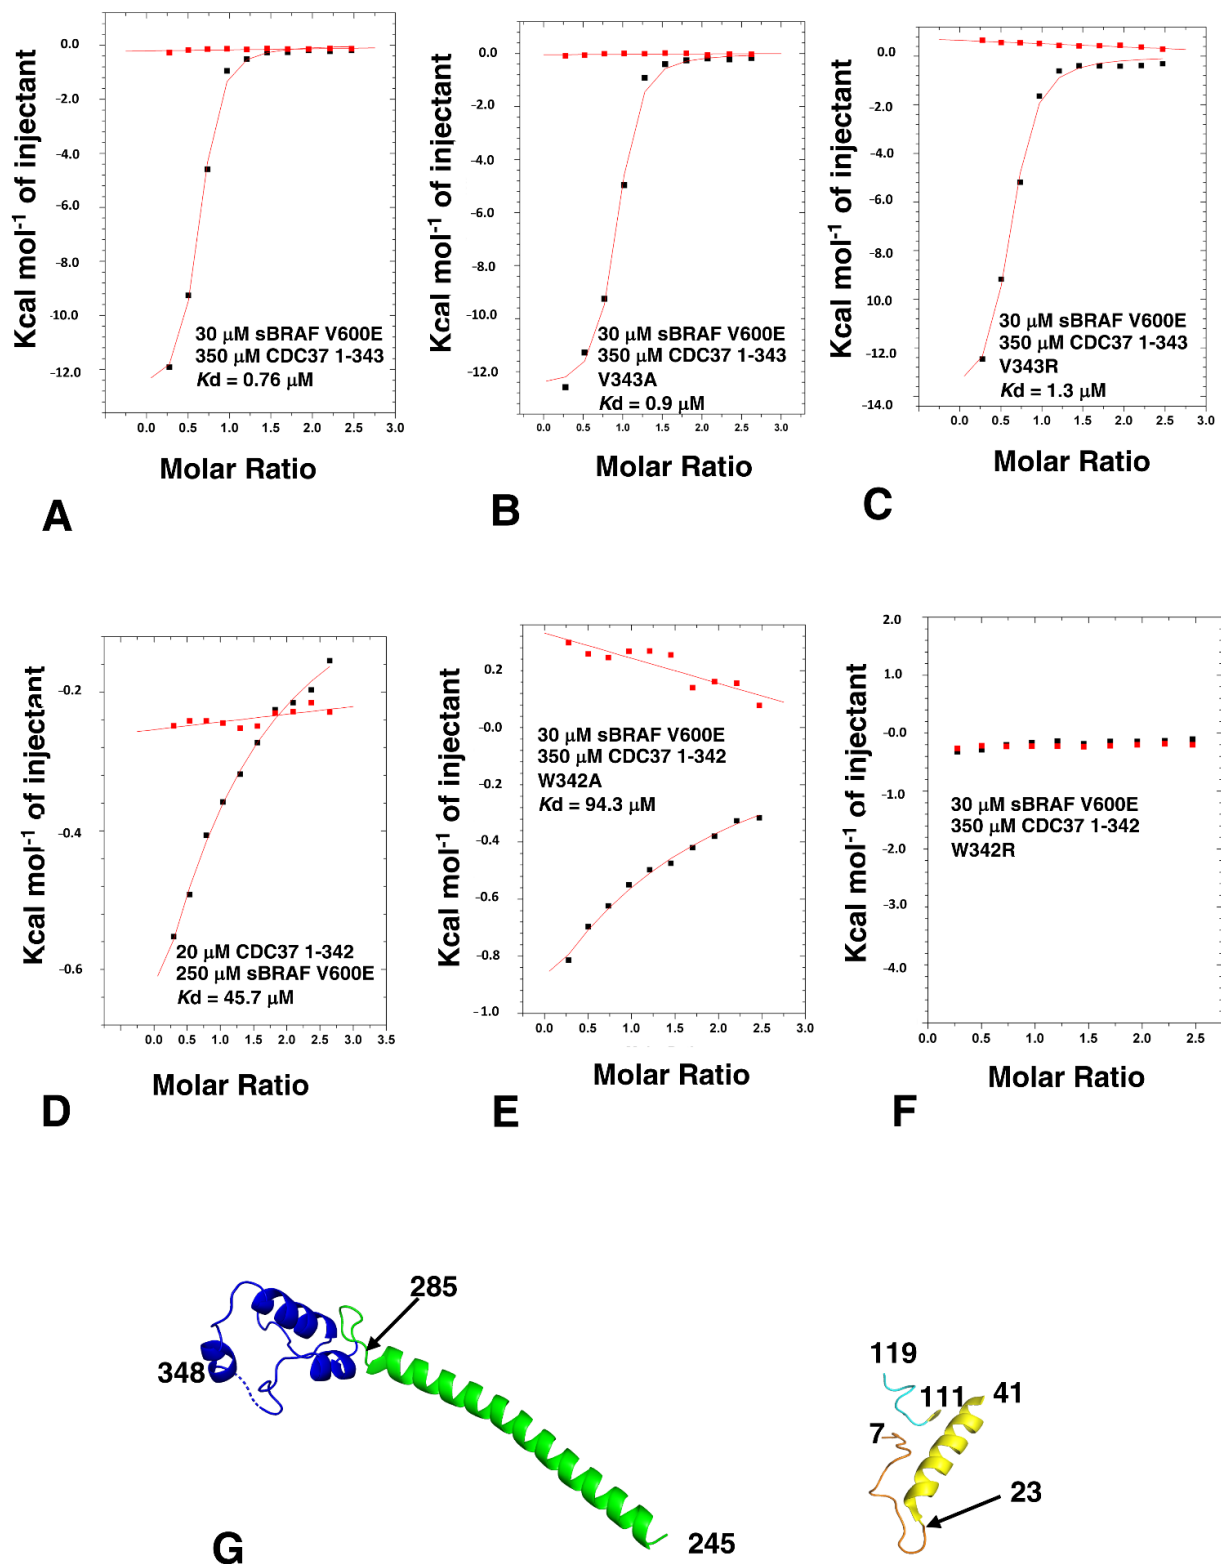 A
Kcal mol-1 of injectant
0.0
-2.0
-4.0
-6.0
-8.0
-10.0
-12.0
30 µM sBRAF V600E
350 µM CDC37 1-343
Kd = 0.76 µM
0.0 0.5 1.0 1.5 2.0 2.5 3.0
Molar Ratio
B
Kcal mol-1 of injectant
0.0
-2.0
-4.0
-6.0
-8.0
-10.0
-12.0
30 µM sBRAF V600E
350 µM CDC37 1-343
V343A
Kd = 0.9 µM
0.0 0.5 1.0 1.5 2.0 2.5 3.0
Molar Ratio
C
Kcal mol-1 of injectant
0.0
-2.0
-4.0
-6.0
-8.0
10.0
-12.0
-14.0
30 µM sBRAF V600E
350 µM CDC37 1-343
V343R
Kd = 1.3 µM
0.0 0.5 1.0 1.5 2.0 2.5 3.0
Molar Ratio
D
Kcal mol-1 of injectant
-0.2
-0.4
-0.6
20 µM CDC37 1-342
250 µM sBRAF V600E
Kd = 45.7 µM
0.0 0.5 1.0 1.5 2.0 2.5 3.0 3.5
Molar Ratio
E
Kcal mol-1 of injectant
0.2
-0.0
-0.2
-0.4
-0.6
-0.8
-1.0
30 µM sBRAF V600E
350 µM CDC37 1-342
W342A
Kd = 94.3 µM
0.0 0.5 1.0 1.5 2.0 2.5 3.0
Molar Ratio
F
Kcal mol-1 of injectant
2.0
1.0
-0.0
-1.0
-2.0
-3.0
-4.0
30 µM sBRAF V600E
350 µM CDC37 1-342
W342R
0.0 0.5 1.0 1.5 2.0 2.5
Molar Ratio
G
285
348
245
119
111
41
7
23